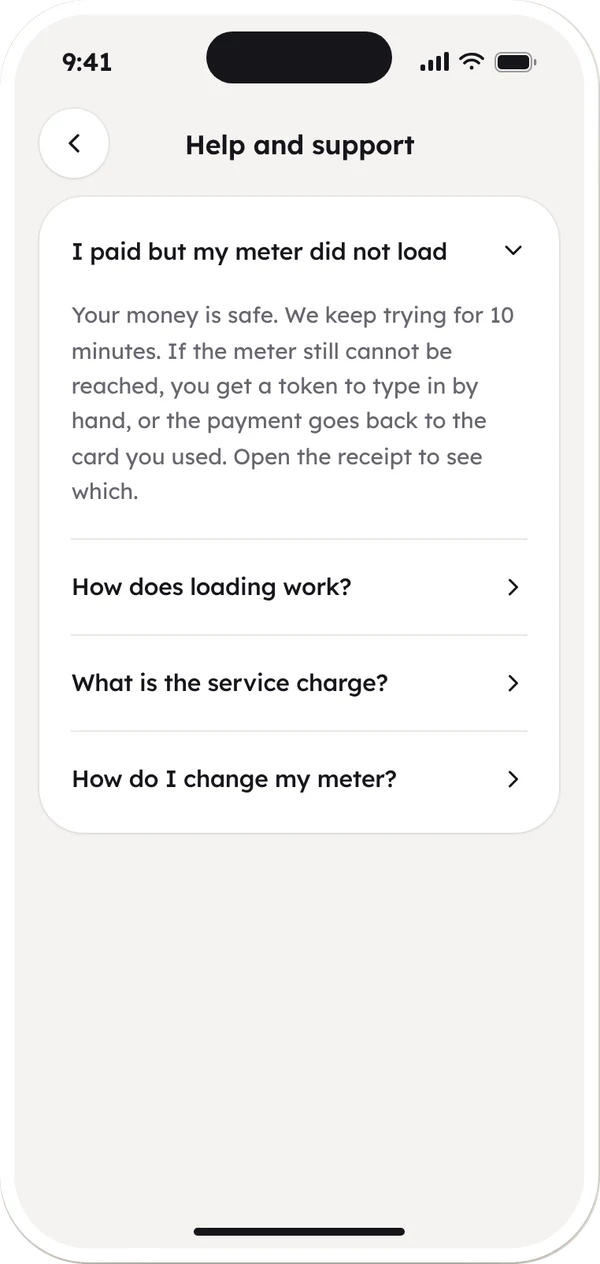 9:41
Help and support
I paid but my meter did not load
Your money is safe. We keep trying for 10
minutes. If the meter still cannot be
reached, you get a token to type in by
hand, or the payment goes back to the
card you used. Open the receipt to see
which.
How does loading work?
What is the service charge?
How do I change my meter?